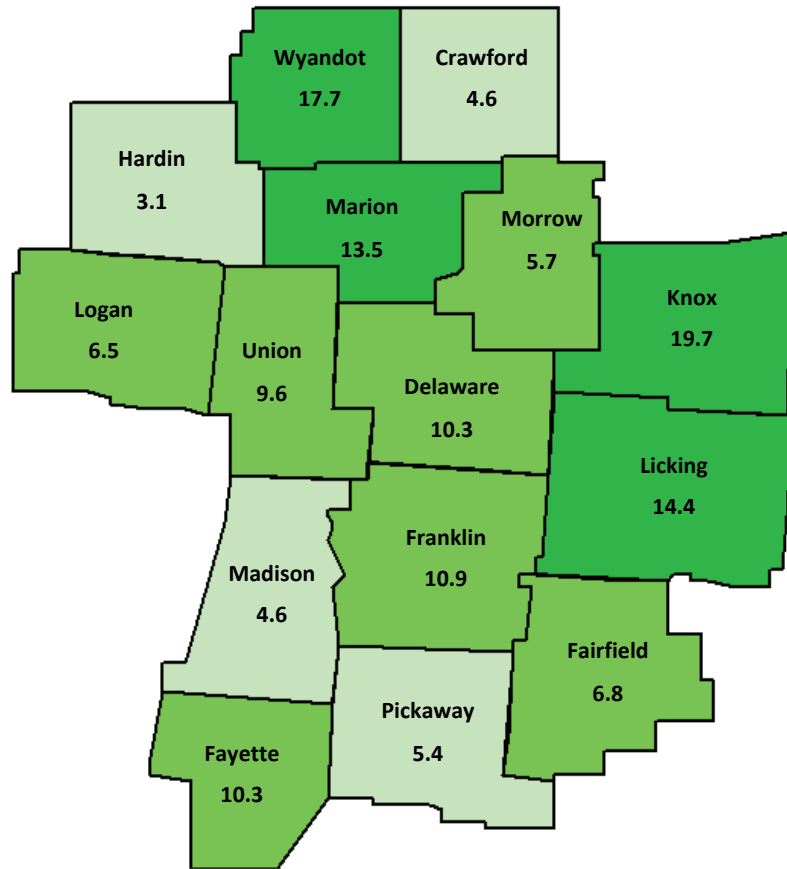 Wyandot
17.7
Crawford
4.6
Hardin
3.1
Marion
13.5
Morrow
5.7
Knox
19.7
Logan
6.5
Union
9.6
Delaware
10.3
Licking
14.4
Franklin
10.9
Madison
4.6
Fairfield
6.8
Pickaway
5.4
Fayette
10.3